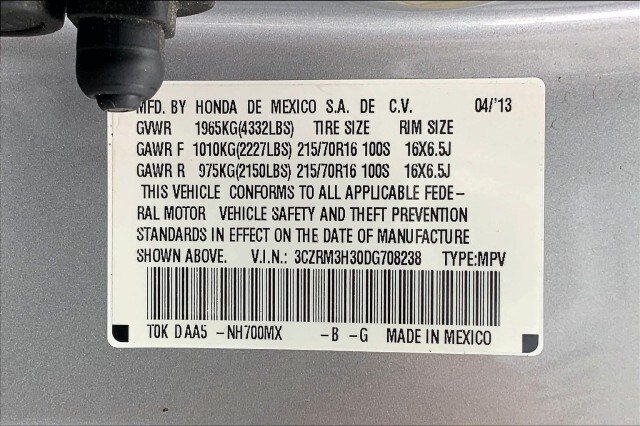 MFD. BY HONDA DE MEXICO S.A. DE C.V. 04/'13
GVWR 1965KG(4332LBS) TIRE SIZE RIM SIZE
GAWR F 1010KG(2227LBS) 215/70R16 100S 16X6.5J
GAWR R 975KG(2150LBS) 215/70R16 100S 16X6.5J
THIS VEHICLE CONFORMS TO ALL APPLICABLE FEDE-
RAL MOTOR VEHICLE SAFETY AND THEFT PREVENTION
STANDARDS IN EFFECT ON THE DATE OF MANUFACTURE
SHOWN ABOVE. V.I.N.: 3CZRM3H30DG708238 TYPE:MPV
TOK D AA5 -NH700MX -B -G MADE IN MEXICO